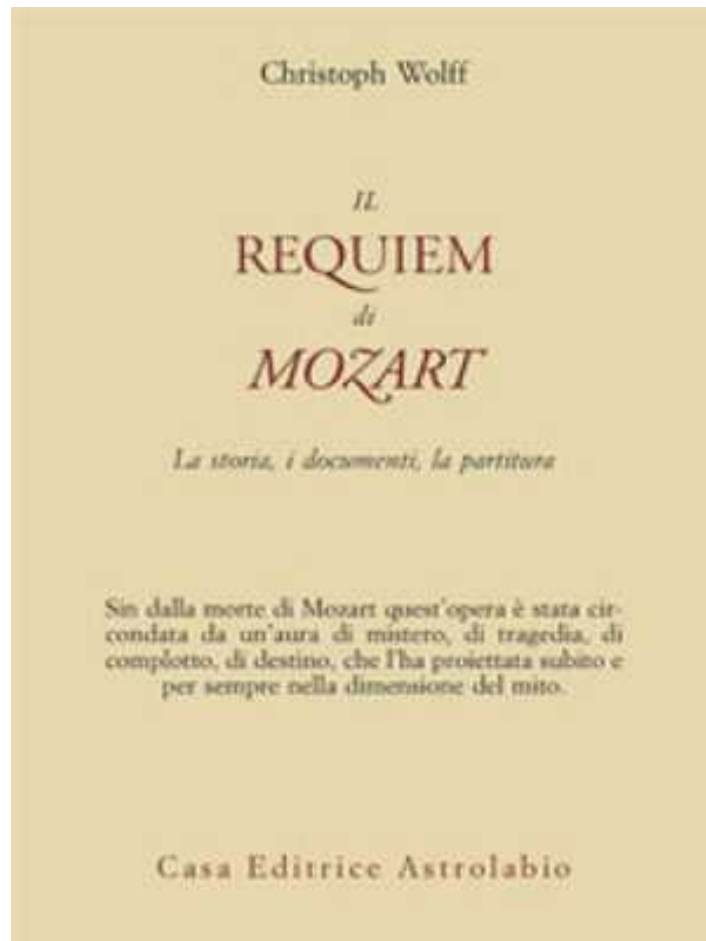 Christoph Wolff
IL
REQUIEM
di
MOZART
La storia, i documenti, la partitura
Sin dalla morte di Mozart quest'opera è stata cir-
condata da un'aura di mistero, di tragedia, di
complotto, di destino, che l'ha proiettata subito e
per sempre nella dimensione del mito.
Casa Editrice Astrolabio